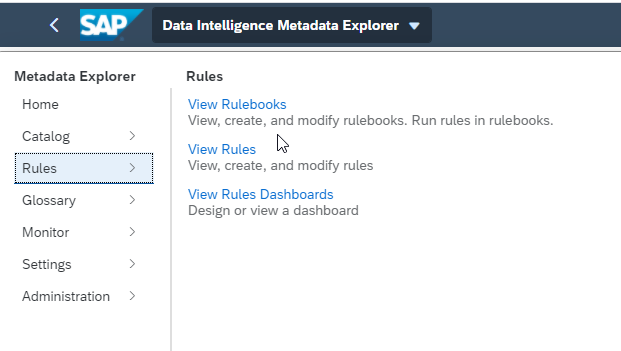 SAP Data Intelligence Metadata Explorer
Metadata Explorer
Home
Catalog
Rules
Glossary
Monitor
Settings
Administration
Rules
View Rulebooks
View, create, and modify rulebooks. Run rules in rulebooks.
View Rules
View, create, and modify rules
View Rules Dashboards
Design or view a dashboard